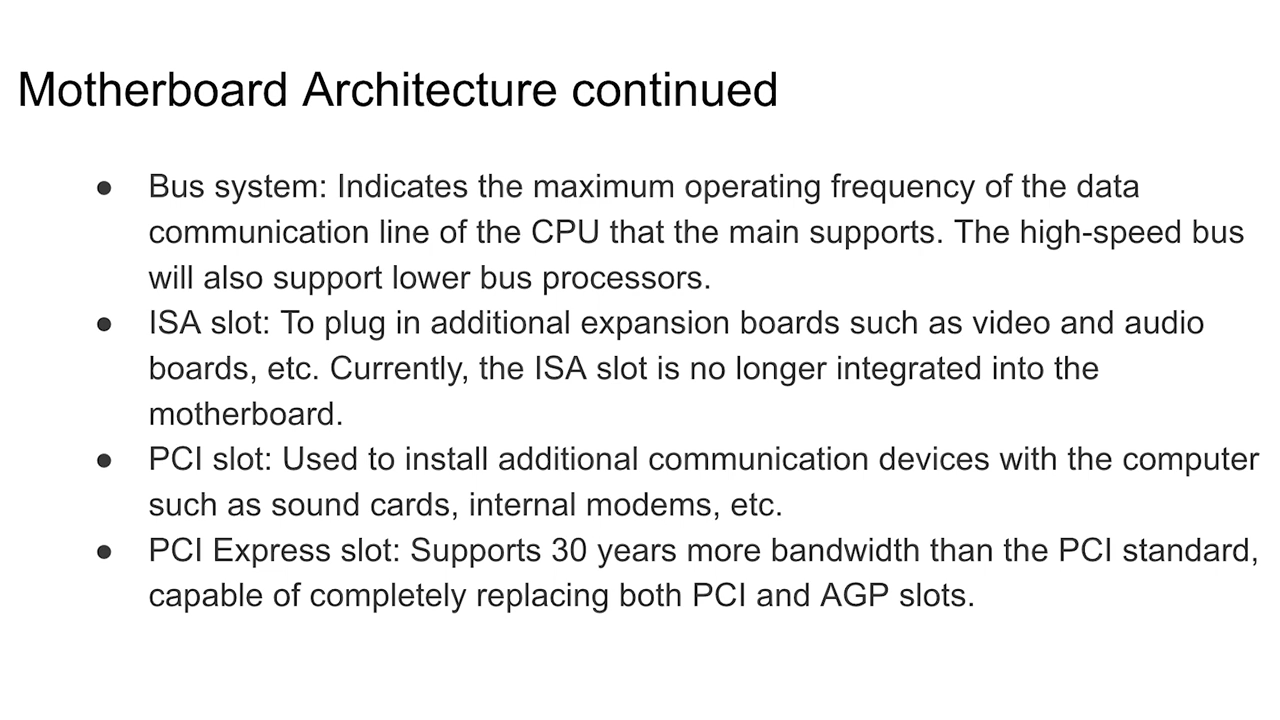 Motherboard Architecture continued
● Bus system: Indicates the maximum operating frequency of the data
communication line of the CPU that the main supports. The high-speed bus
will also support lower bus processors.
● ISA slot: To plug in additional expansion boards such as video and audio
boards, etc. Currently, the ISA slot is no longer integrated into the
motherboard.
● PCI slot: Used to install additional communication devices with the computer
such as sound cards, internal modems, etc.
● PCI Express slot: Supports 30 years more bandwidth than the PCI standard,
capable of completely replacing both PCI and AGP slots.